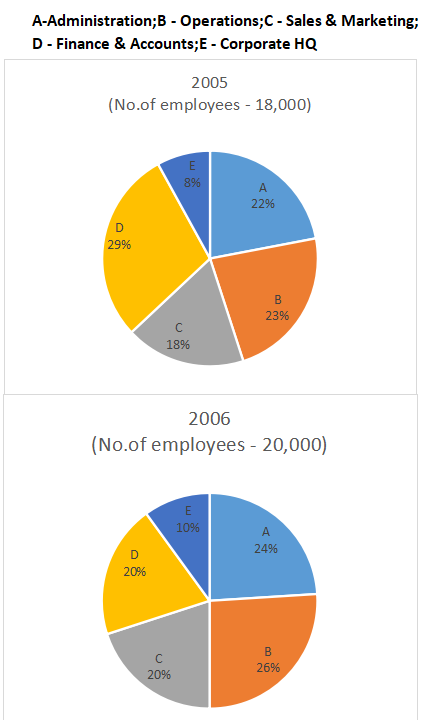 A-Administration;B - Operations;C - Sales & Marketing;
D - Finance & Accounts;E - Corporate HQ
2005
(No.of employees - 18,000)
E
8%
A
22%
D
29%
B
23%
C
18%
2006
(No.of employees - 20,000)
E
10%
A
24%
D
20%
B
26%
C
20%